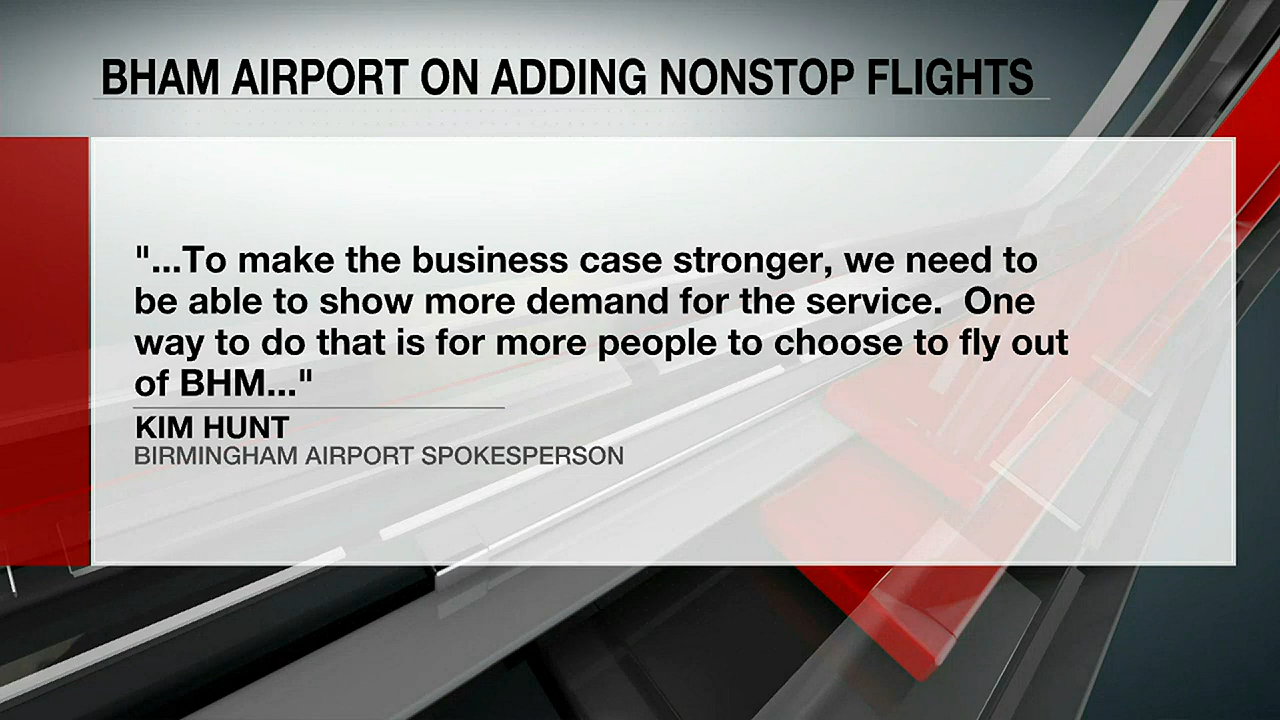 BHAM AIRPORT ON ADDING NONSTOP FLIGHTS
"...To make the business case stronger, we need to
be able to show more demand for the service.  One
way to do that is for more people to choose to fly out
of BHM..."
KIM HUNT
BIRMINGHAM AIRPORT SPOKESPERSON